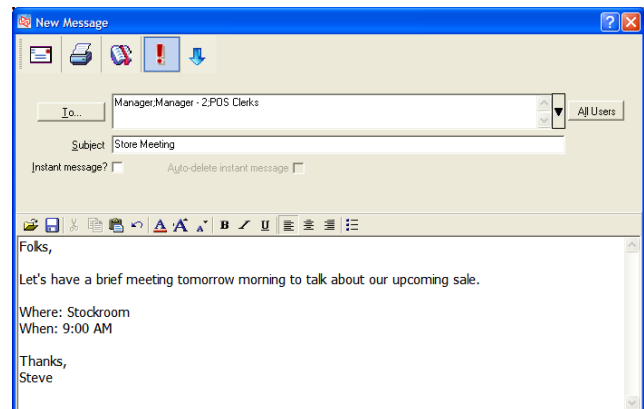 New Message
To...
Manager;Manager - 2;POS Clerks
All Users
Subject
Store Meeting
Instant message?
Auto-delete instant message
A A A B I U
Folks,
Let's have a brief meeting tomorrow morning to talk about our upcoming sale.
Where: Stockroom
When: 9:00 AM
Thanks,
Steve